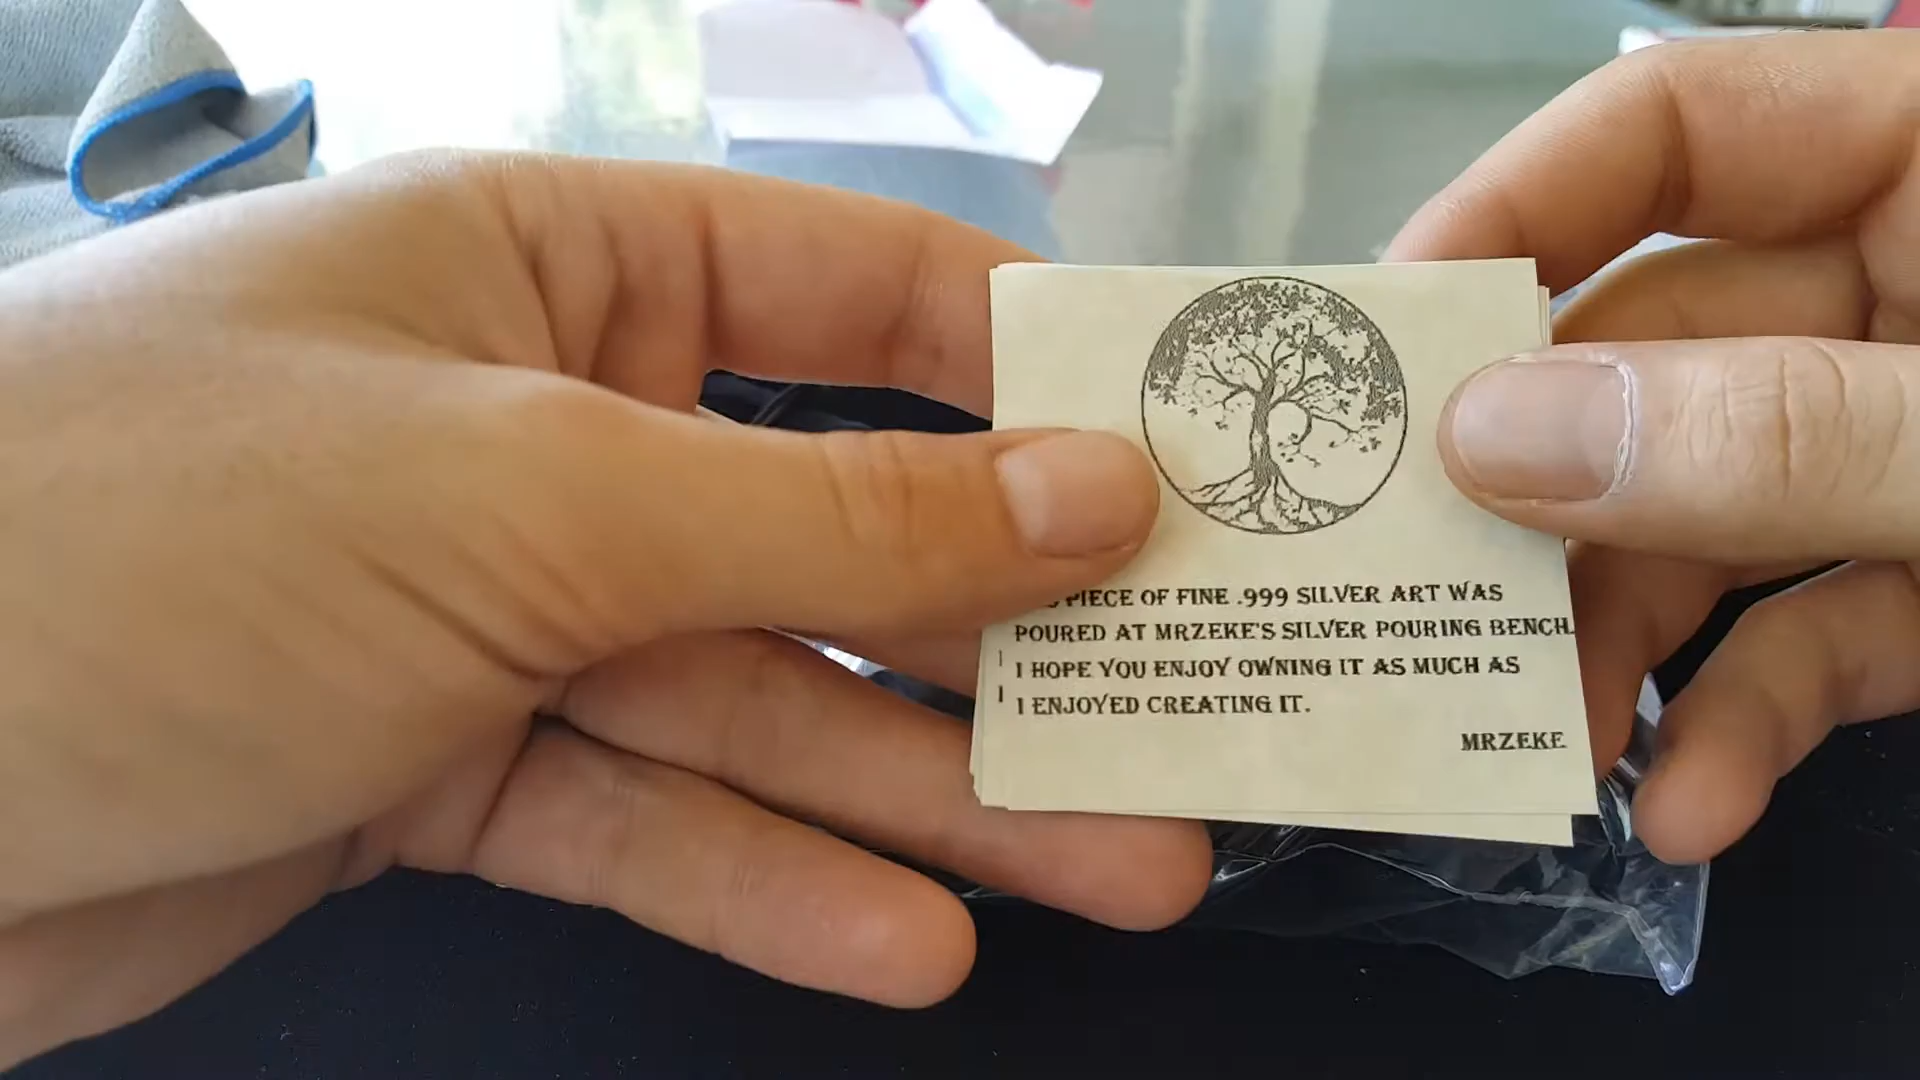 PIECE OF FINE .999 SILVER ART WAS
POURED AT MRZEKE'S SILVER POURING BENCH.
I HOPE YOU ENJOY OWNING IT AS MUCH AS
I ENJOYED CREATING IT.
MRZEKE